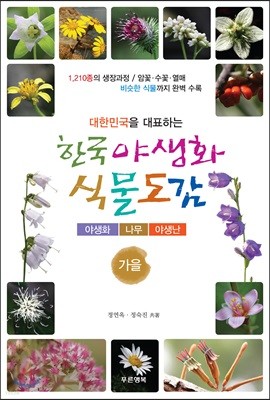 1,210종의 생장과정 / 암꽃·수꽃·열매
비슷한 식물까지 완벽 수록
대한민국을 대표하는
한국 야생화
식물도감
야생화 나무 야생난
가을
정연옥·정숙진 共著
푸른행복